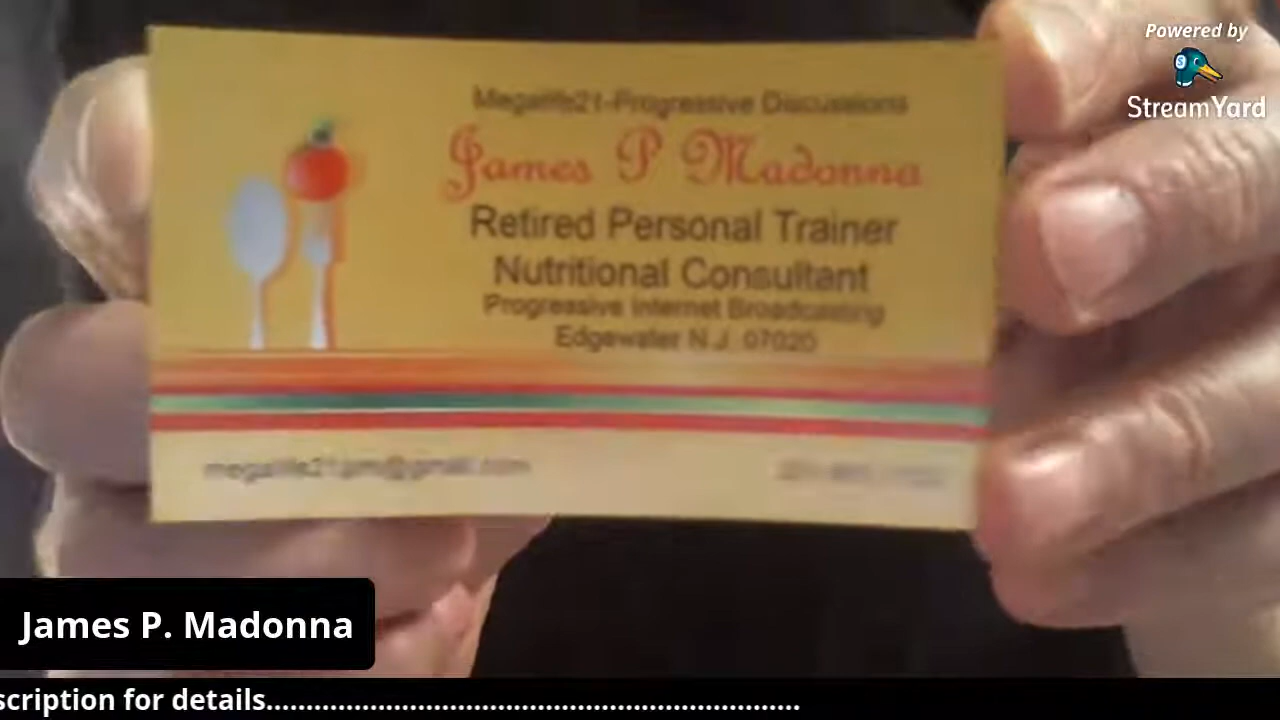 Powered by
StreamYard
Megalife21-Progressive Discussions
James P Madonna
Retired Personal Trainer
Nutritional Consultant
Progressive Internet Broadcasting
Edgewater N.J. 07020
James P. Madonna
scription for details...................................................................